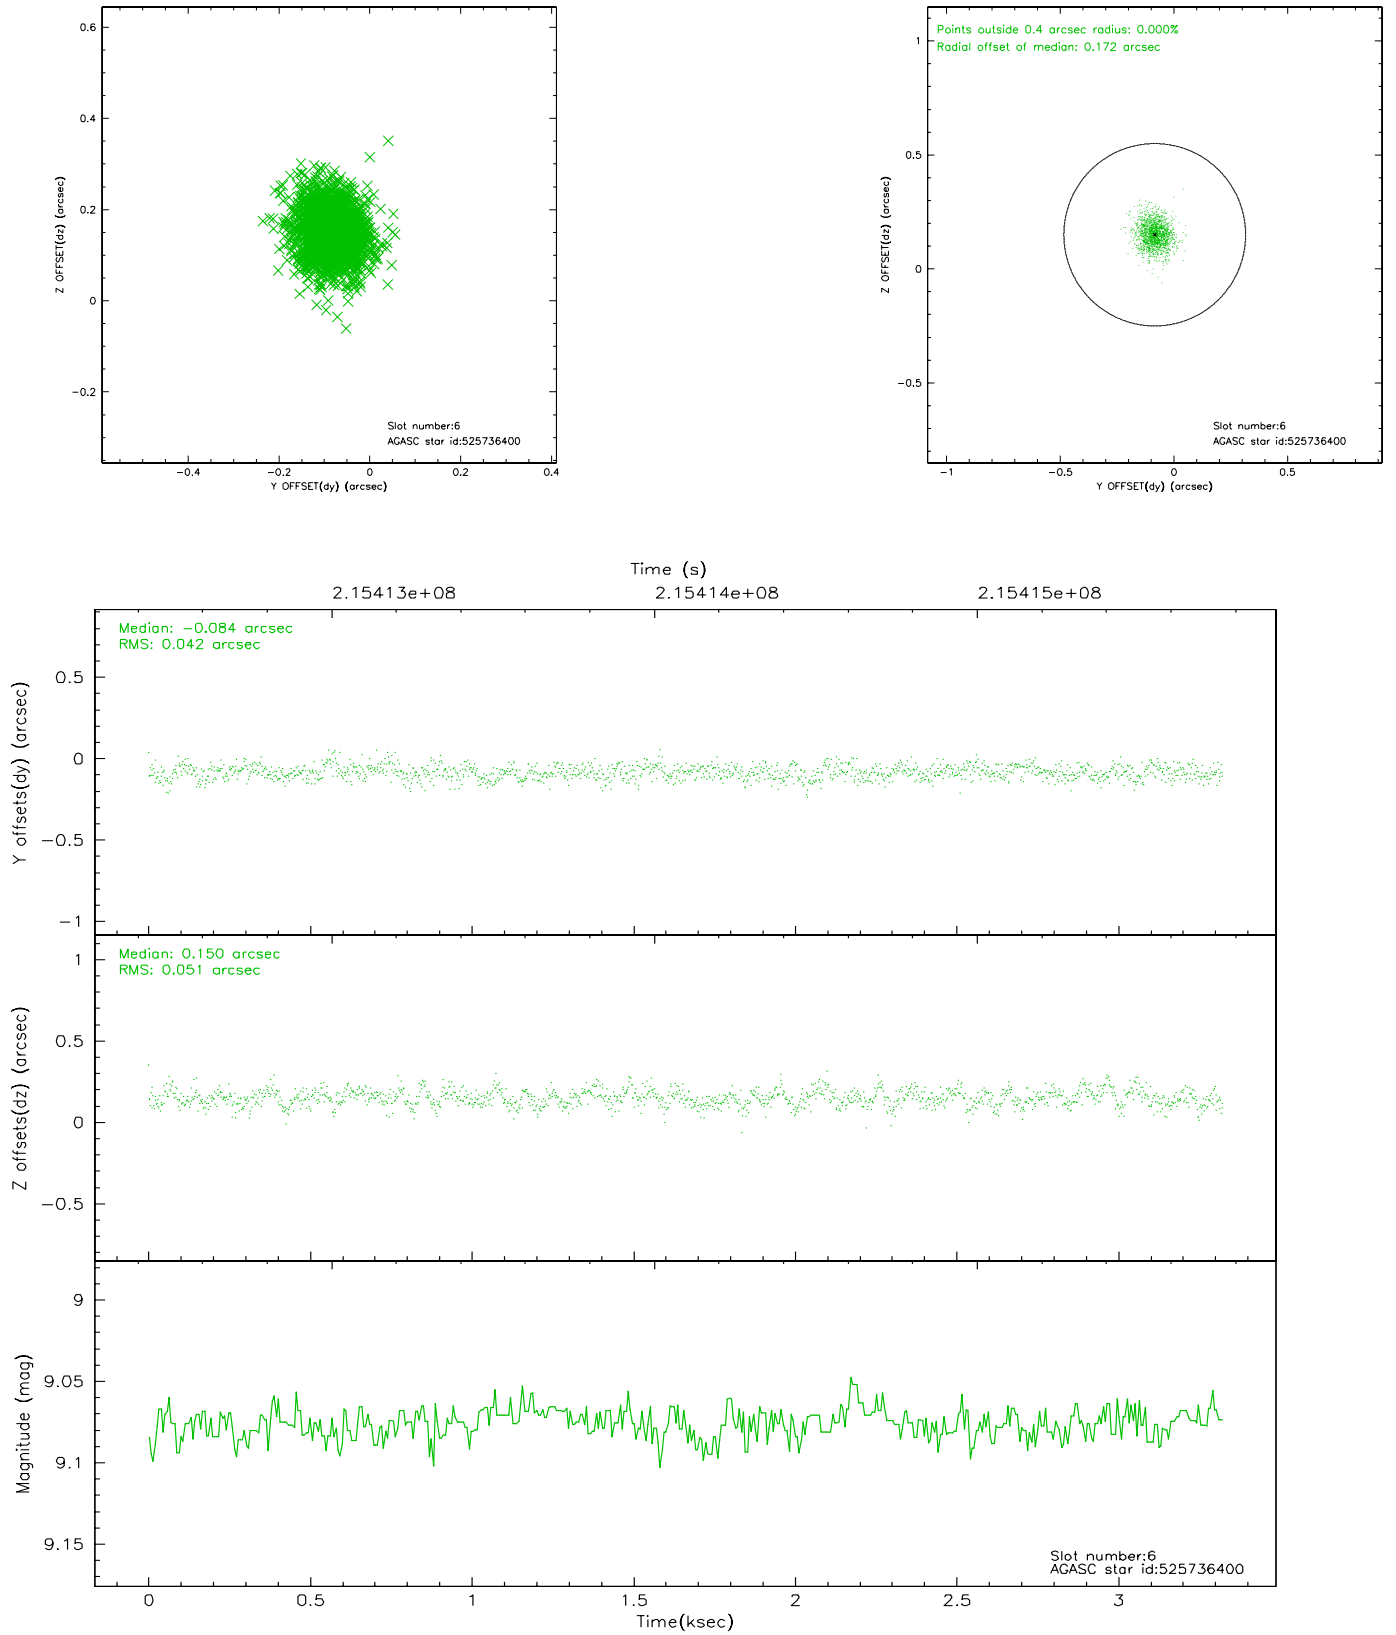 0.6
0.4
0.2
0
−0.2
Z OFFSET(dz) (arcsec)
Slot number:6
AGASC star id:525736400
−0.4
−0.2
0
0.2
0.4
Y OFFSET(dy) (arcsec)
Points outside 0.4 arcsec radius: 0.000%
Radial offset of median: 0.172 arcsec
1
0.5
0
−0.5
Z OFFSET(dz) (arcsec)
Slot number:6
AGASC star id:525736400
−1
−0.5
0
0.5
Y OFFSET(dy) (arcsec)
Time (s)
2.15413e+08
2.15414e+08
2.15415e+08
Median: −0.084 arcsec
RMS: 0.042 arcsec
0.5
0
−0.5
−1
Y offsets(dy) (arcsec)
Median: 0.150 arcsec
RMS: 0.051 arcsec
1
0.5
0
−0.5
Z offsets(dz) (arcsec)
9
9.05
9.1
9.15
Magnitude (mag)
Slot number:6
AGASC star id:525736400
0
0.5
1
1.5
2
2.5
3
Time(ksec)